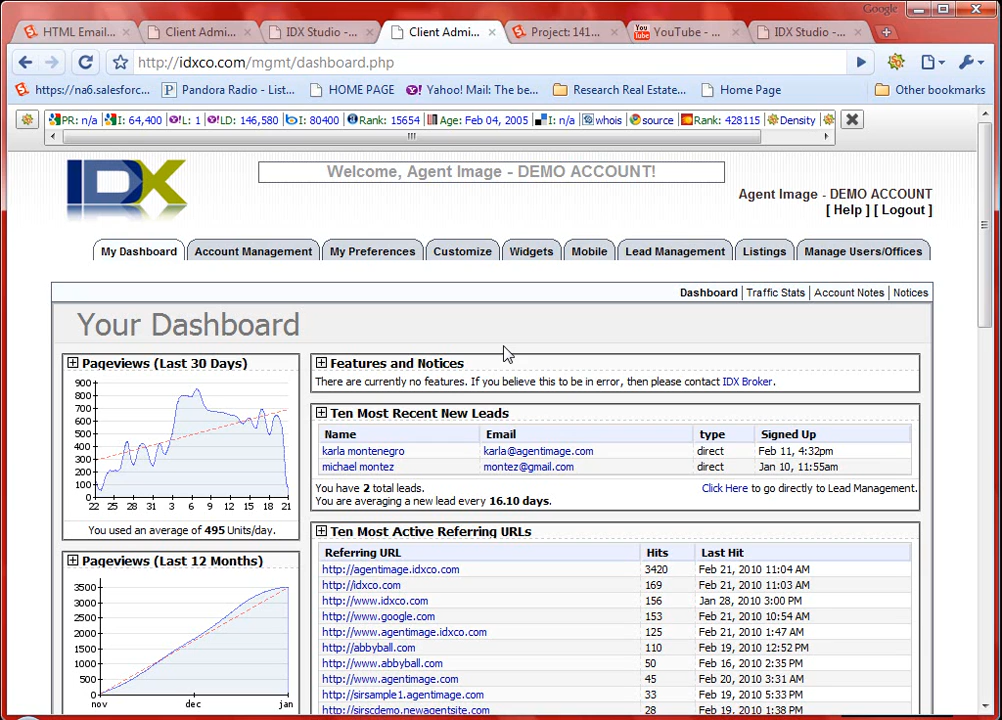 Google
HTML Email...
Client Admi...
IDX Studio - ...
Client Admi...
Project: 141...
You Tube YouTube - ...
IDX Studio -...
http://idxco.com/mgmt/dashboard.php
https://na6.salesforc...
Pandora Radio - List...
HOME PAGE
Yahoo! Mail: The be...
Research Real Estate...
Home Page
Other bookmarks
PR: n/a I: 64,400 L: 1 LD: 146,580 I: 80400 Rank: 15654 Age: Feb 04, 2005 I: n/a whois source Rank: 428115 Density
IDX
Welcome, Agent Image - DEMO ACCOUNT!
Agent Image - DEMO ACCOUNT
[ Help ] [ Logout ]
My Dashboard
Account Management
My Preferences
Customize
Widgets
Mobile
Lead Management
Listings
Manage Users/Offices
Dashboard | Traffic Stats | Account Notes | Notices
Your Dashboard
Pageviews (Last 30 Days)
900
800
700
600
500
400
300
200
100
0
22 25 28 31 3 6 9 12 15 18 21
You used an average of 495 Units/day.
Pageviews (Last 12 Months)
3500
3000
2500
2000
1500
1000
500
0
nov dec jan
Features and Notices
There are currently no features. If you believe this to be in error, then please contact IDX Broker.
Ten Most Recent New Leads
Name Email type Signed Up
karla montenegro karla@agentimage.com direct Feb 11, 4:32pm
michael montez montez@gmail.com direct Jan 10, 11:55am
You have 2 total leads. Click Here to go directly to Lead Management.
You are averaging a new lead every 16.10 days.
Ten Most Active Referring URLs
Referring URL Hits Last Hit
http://agentimage.idxco.com 3420 Feb 21, 2010 11:04 AM
http://idxco.com 169 Feb 21, 2010 11:03 AM
http://www.idxco.com 156 Jan 28, 2010 3:00 PM
http://www.google.com 153 Feb 21, 2010 10:54 AM
http://www.agentimage.idxco.com 125 Feb 21, 2010 1:47 AM
http://abbyball.com 110 Feb 19, 2010 12:52 PM
http://www.abbyball.com 50 Feb 16, 2010 2:35 PM
http://www.agentimage.com 45 Feb 20, 2010 3:31 AM
http://sirsample1.agentimage.com 33 Feb 19, 2010 5:33 PM
http://sirscdemo.newagentsite.com 28 Feb 19, 2010 1:38 PM